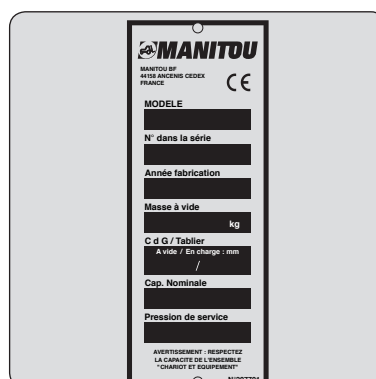 MANITOU
MANITOU BF
44158 ANCENIS CEDEX
FRANCE
CE
MODELE
N° dans la série
Année fabrication
Masse à vide
kg
C d G / Tablier
A vide / En charge : mm
/
Cap. Nominale
Pression de service
AVERTISSEMENT : RESPECTEZ
LA CAPACITE DE L'ENSEMBLE
"CHARIOT ET EQUIPEMENT"